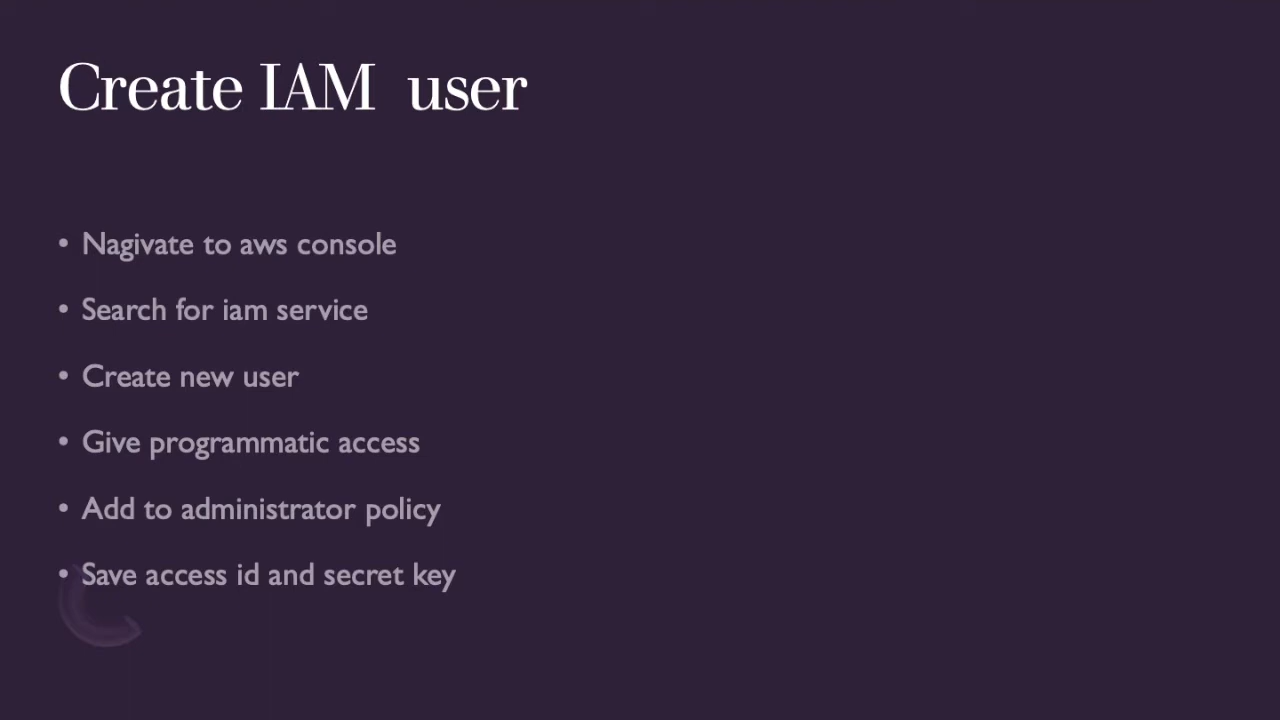 Create IAM  user
• Nagivate to aws console
• Search for iam service
• Create new user
• Give programmatic access
• Add to administrator policy
• Save access id and secret key